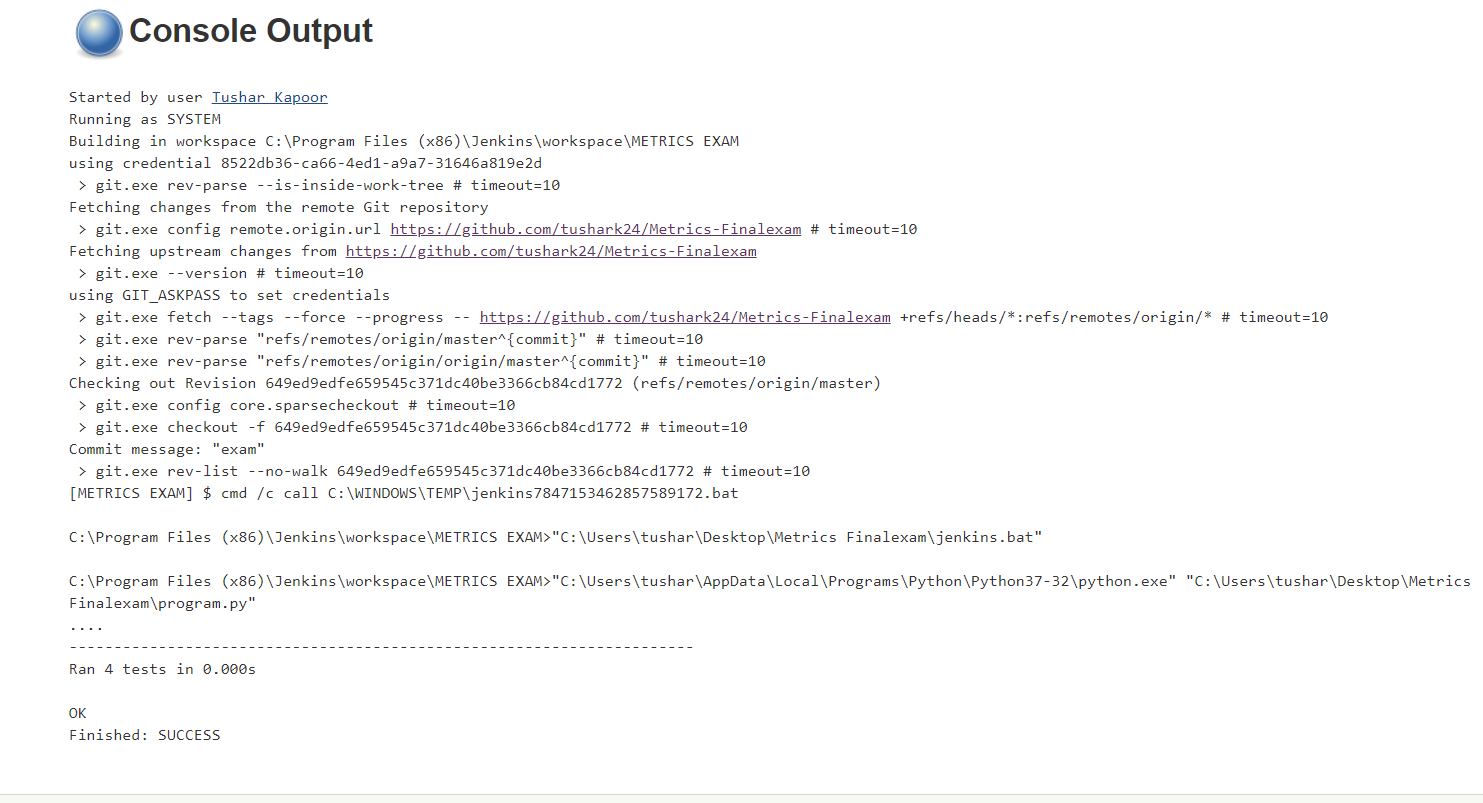 Console Output
Started by user Tushar Kapoor
Running as SYSTEM
Building in workspace C:\Program Files (x86)\Jenkins\workspace\METRICS EXAM
using credential 8522db36-ca66-4ed1-a9a7-31646a819e2d
> git.exe rev-parse --is-inside-work-tree # timeout=10
Fetching changes from the remote Git repository
> git.exe config remote.origin.url https://github.com/tushark24/Metrics-Finalexam # timeout=10
Fetching upstream changes from https://github.com/tushark24/Metrics-Finalexam
> git.exe --version # timeout=10
using GIT_ASKPASS to set credentials
> git.exe fetch --tags --force --progress -- https://github.com/tushark24/Metrics-Finalexam +refs/heads/*:refs/remotes/origin/* # timeout=10
> git.exe rev-parse "refs/remotes/origin/master^{commit}" # timeout=10
> git.exe rev-parse "refs/remotes/origin/origin/master^{commit}" # timeout=10
Checking out Revision 649ed9edfe659545c371dc40be3366cb84cd1772 (refs/remotes/origin/master)
> git.exe config core.sparsecheckout # timeout=10
> git.exe checkout -f 649ed9edfe659545c371dc40be3366cb84cd1772 # timeout=10
Commit message: "exam"
> git.exe rev-list --no-walk 649ed9edfe659545c371dc40be3366cb84cd1772 # timeout=10
[METRICS EXAM] $ cmd /c call C:\WINDOWS\TEMP\jenkins7847153462857589172.bat
C:\Program Files (x86)\Jenkins\workspace\METRICS EXAM>"C:\Users\tushar\Desktop\Metrics Finalexam\jenkins.bat"
C:\Program Files (x86)\Jenkins\workspace\METRICS EXAM>"C:\Users\tushar\AppData\Local\Programs\Python\Python37-32\python.exe" "C:\Users\tushar\Desktop\Metrics
Finalexam\program.py"
....
----------------------------------------------------------------------
Ran 4 tests in 0.000s
OK
Finished: SUCCESS